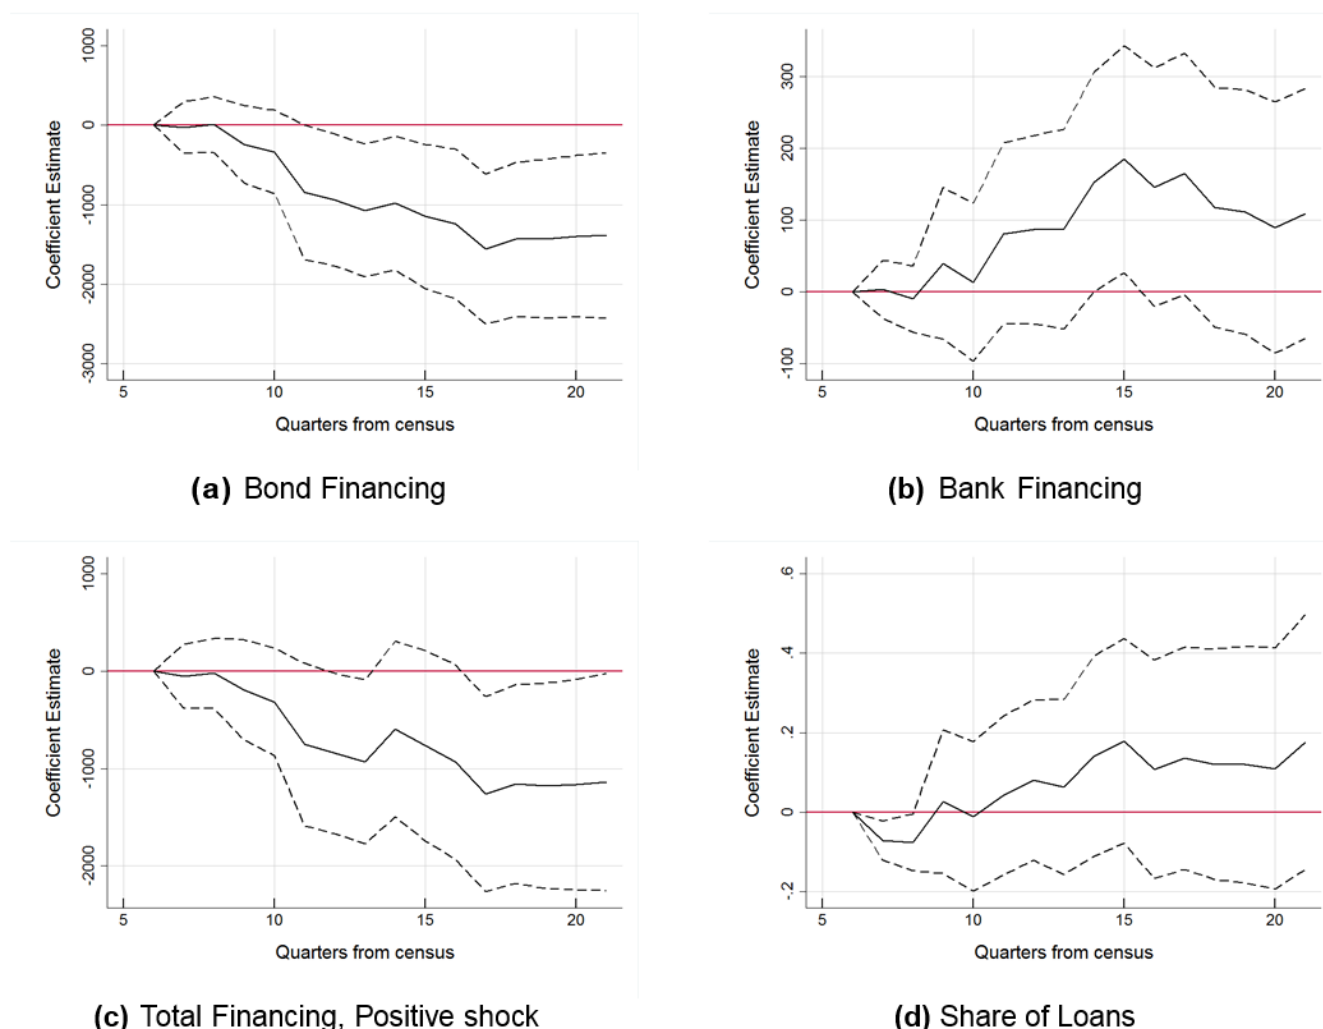 1000
0
-1000
-2000
-3000
Coefficient Estimate
5 10 15 20
Quarters from census
(a) Bond Financing
300
200
100
0
-100
Coefficient Estimate
5 10 15 20
Quarters from census
(b) Bank Financing
1000
0
-1000
-2000
Coefficient Estimate
5 10 15 20
Quarters from census
(c) Total Financing, Positive shock
.6
.4
.2
0
-.2
Coefficient Estimate
5 10 15 20
Quarters from census
(d) Share of Loans